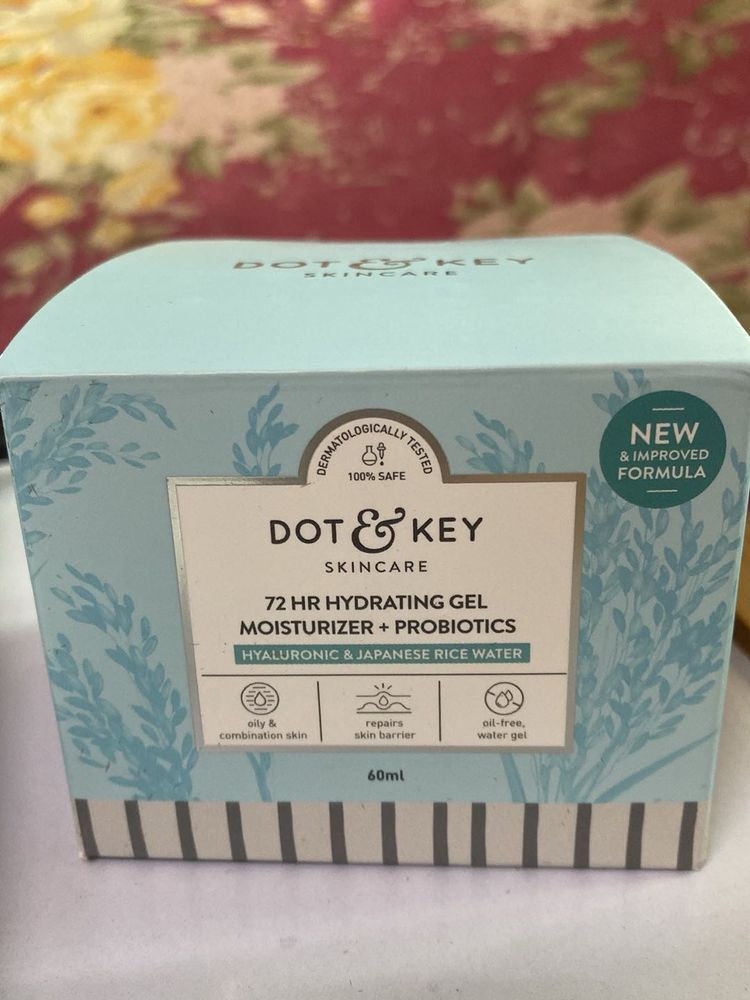 DOT & KEY
SKINCARE
NEW
& IMPROVED
FORMULA
DERMATOLOGICALLY TESTED
100% SAFE
DOT & KEY
SKINCARE
72 HR HYDRATING GEL
MOISTURIZER + PROBIOTICS
HYALURONIC & JAPANESE RICE WATER
oily &
combination skin
repairs
skin barrier
oil-free,
water gel
60ml